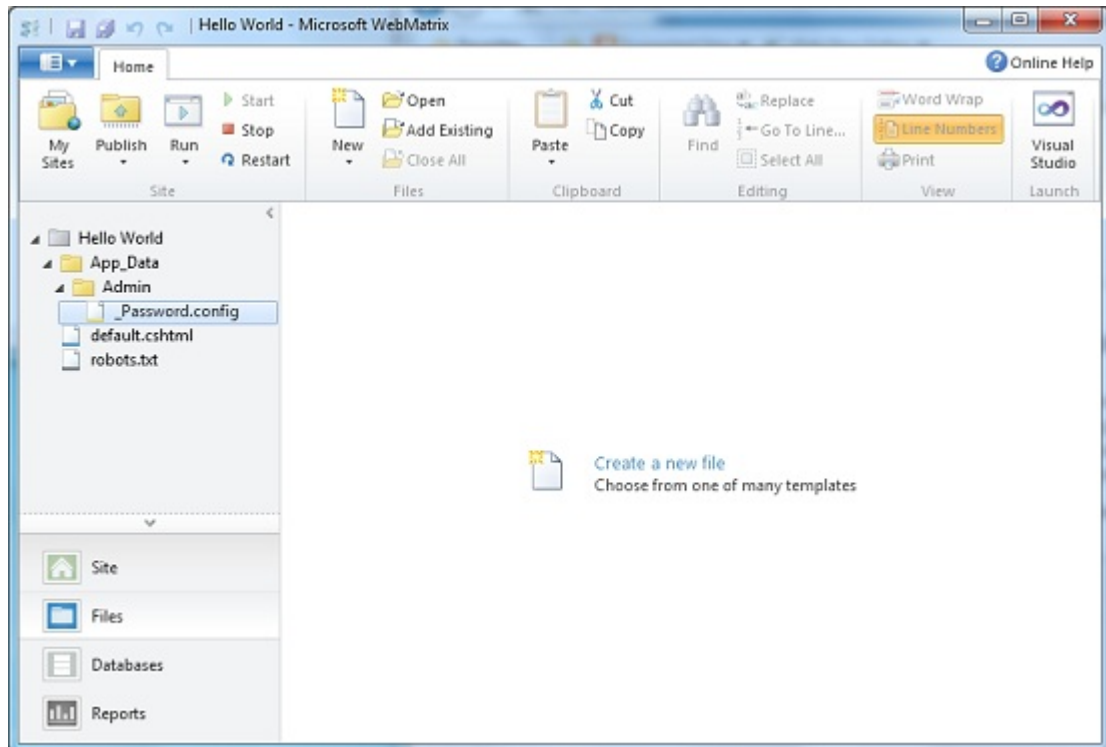 Hello World - Microsoft WebMatrix
Home
Online Help
My Sites
Publish
Run
Start
Stop
Restart
Site
New
Open
Add Existing
Close All
Files
Paste
Cut
Copy
Clipboard
Find
Replace
Go To Line...
Select All
Editing
Word Wrap
Line Numbers
Print
View
Visual Studio
Launch
Hello World
App_Data
Admin
_Password.config
default.cshtml
robots.txt
Create a new file
Choose from one of many templates
Site
Files
Databases
Reports